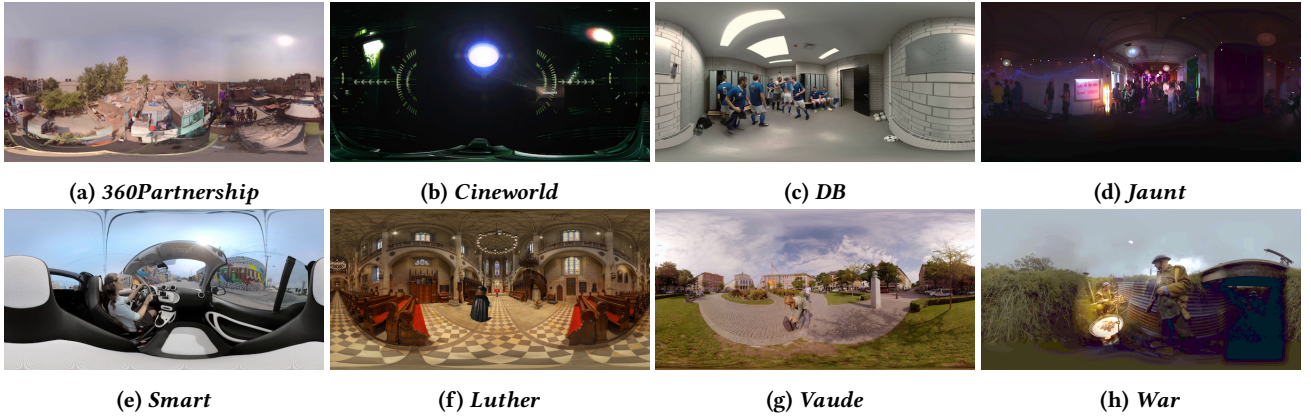 (a) 360Partnership
(b) Cineworld
(c) DB
(d) Jaunt
(e) Smart
(f) Luther
(g) Vaude
(h) War